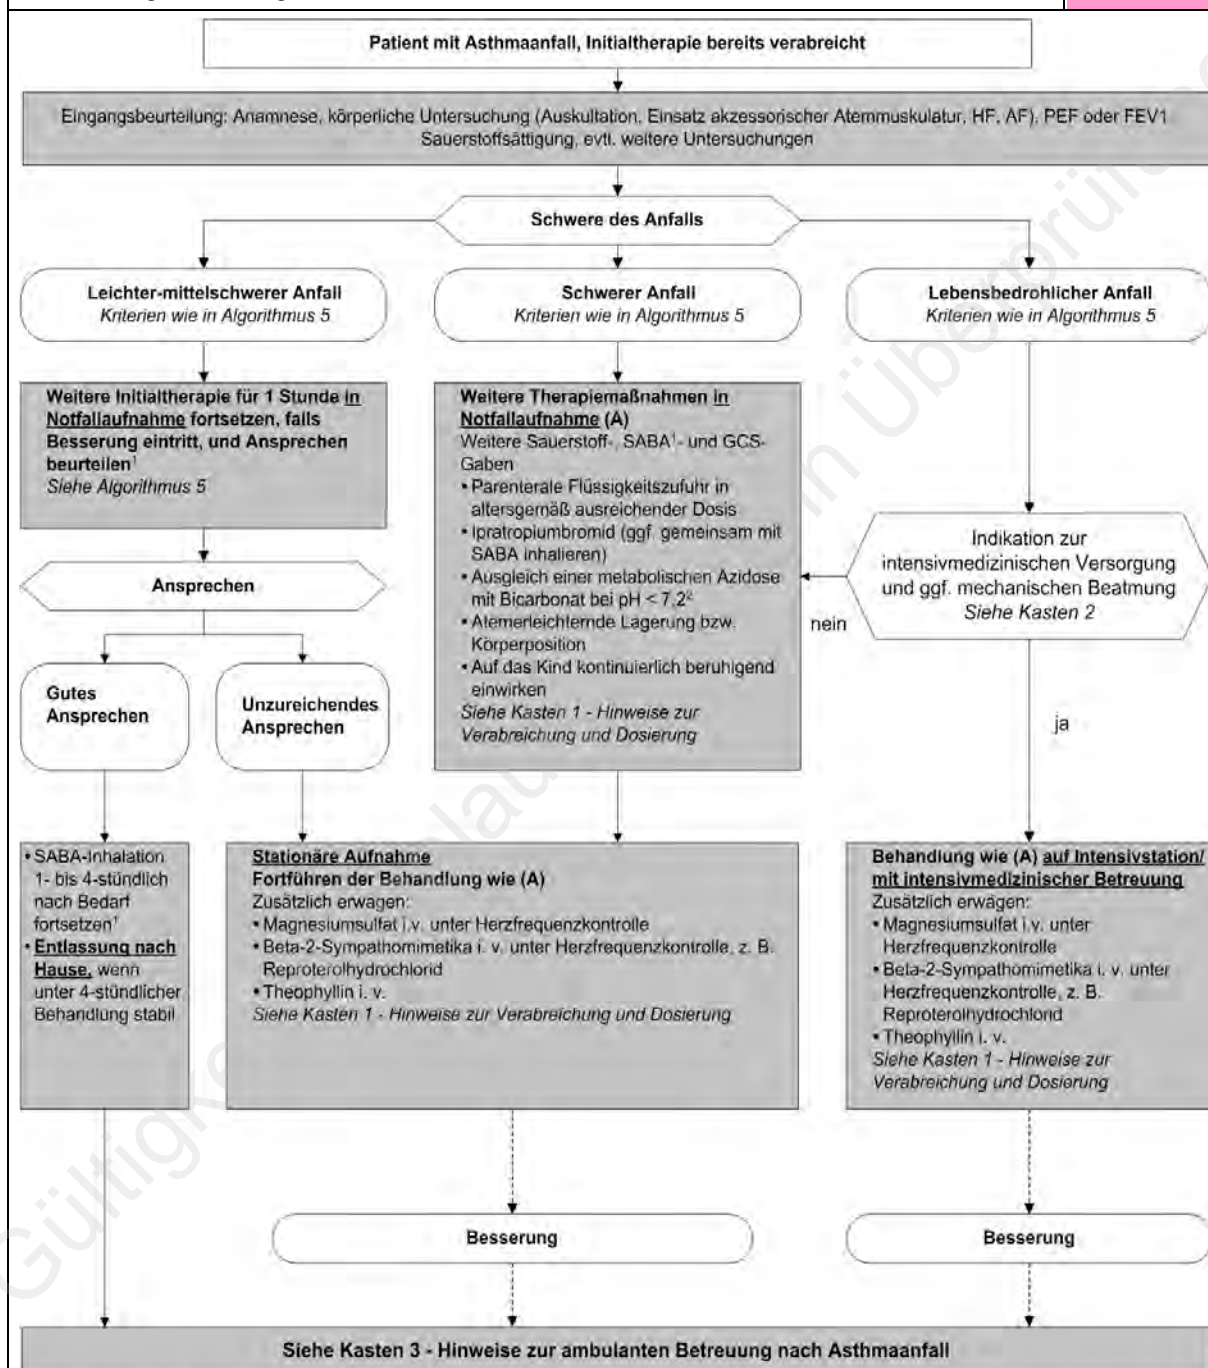 Patient mit Asthmaanfall, Initialtherapie bereits verabreicht
Eingangsbeurteilung: Anamnese, körperliche Untersuchung (Auskultation, Einsatz akzessorischer Atemmuskulatur, HF, AF), PEF oder FEV1
Sauerstoffsättigung, evtl. weitere Untersuchungen
Schwere des Anfalls
Leichter-mittelschwerer Anfall
Kriterien wie in Algorithmus 5
Schwerer Anfall
Kriterien wie in Algorithmus 5
Lebensbedrohlicher Anfall
Kriterien wie in Algorithmus 5
Weitere Initialtherapie für 1 Stunde in
Notfallaufnahme fortsetzen, falls
Besserung eintritt, und Ansprechen
beurteilen¹
Siehe Algorithmus 5
Weitere Therapiemaßnahmen in
Notfallaufnahme (A)
Weitere Sauerstoff-, SABA¹- und GCS-
Gaben
• Parenterale Flüssigkeitszufuhr in
altersgemäß ausreichender Dosis
• Ipratropiumbromid (ggf. gemeinsam mit
SABA inhalieren)
• Ausgleich einer metabolischen Azidose
mit Bicarbonat bei pH < 7,2²
• Atemerleichternde Lagerung bzw.
Körperposition
• Auf das Kind kontinuierlich beruhigend
einwirken
Siehe Kasten 1 - Hinweise zur
Verabreichung und Dosierung
Indikation zur
intensivmedizinischen Versorgung
und ggf. mechanischen Beatmung
Siehe Kasten 2
nein
ja
Ansprechen
Gutes
Ansprechen
Unzureichendes
Ansprechen
• SABA-Inhalation
1- bis 4-stündlich
nach Bedarf
fortsetzen¹
• Entlassung nach
Hause, wenn
unter 4-stündlicher
Behandlung stabil
Stationäre Aufnahme
Fortführen der Behandlung wie (A)
Zusätzlich erwägen:
• Magnesiumsulfat i.v. unter Herzfrequenzkontrolle
• Beta-2-Sympathomimetika i. v. unter Herzfrequenzkontrolle, z. B.
Reproterolhydrochlorid
• Theophyllin i. v.
Siehe Kasten 1 - Hinweise zur Verabreichung und Dosierung
Behandlung wie (A) auf Intensivstation/
mit intensivmedizinischer Betreuung
Zusätzlich erwägen:
• Magnesiumsulfat i.v. unter
Herzfrequenzkontrolle
• Beta-2-Sympathomimetika i. v. unter
Herzfrequenzkontrolle, z. B.
Reproterolhydrochlorid
• Theophyllin i. v.
Siehe Kasten 1 - Hinweise zur
Verabreichung und Dosierung
Besserung
Besserung
Siehe Kasten 3 - Hinweise zur ambulanten Betreuung nach Asthmaanfall